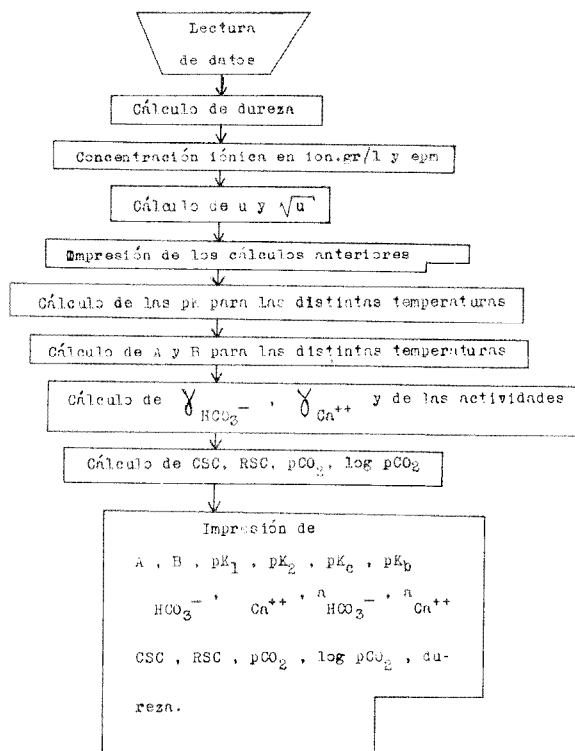 Lectura
de datos
Cálculo de dureza
Concentración iónica en ion.gr/l y epm
Cálculo de u y √u
Impresión de los cálculos anteriores
Cálculo de las pK para las distintas temperaturas
Cálculo de A y B para las distintas temperaturas
Cálculo de γ HCO₃⁻ , γ Ca⁺⁺ y de las actividades
Cálculo de CSC, RSC, pCO₂, log pCO₂
Impresión de
A , B , pK₁ , pK₂ , pK_c , pK_b
HCO₃⁻ , Ca⁺⁺ , a HCO₃⁻ , a Ca⁺⁺
CSC , RSC , pCO₂ , log pCO₂ , du-
reza.